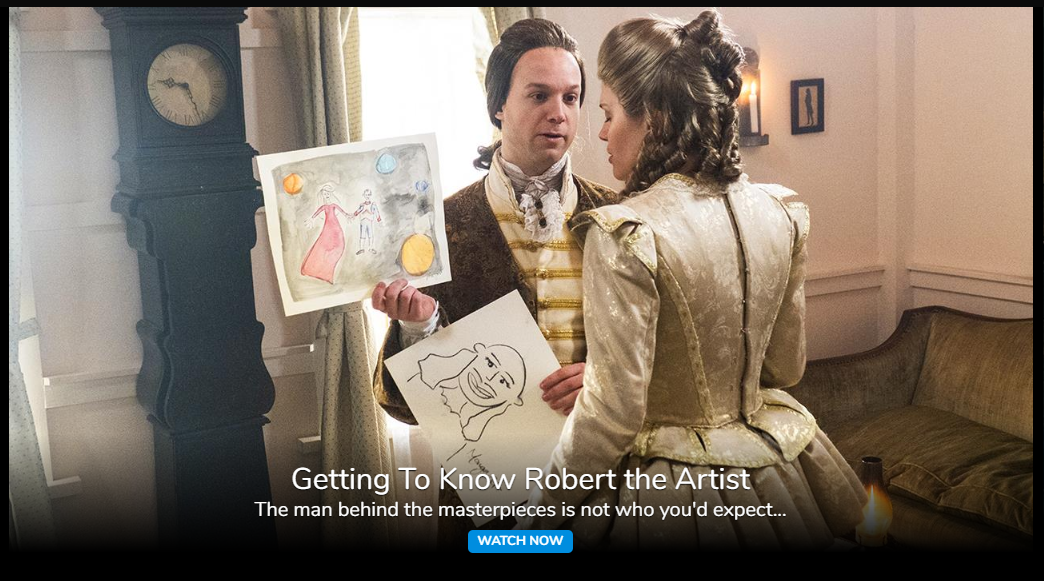 Getting To Know Robert the Artist
The man behind the masterpieces is not who you'd expect...
WATCH NOW